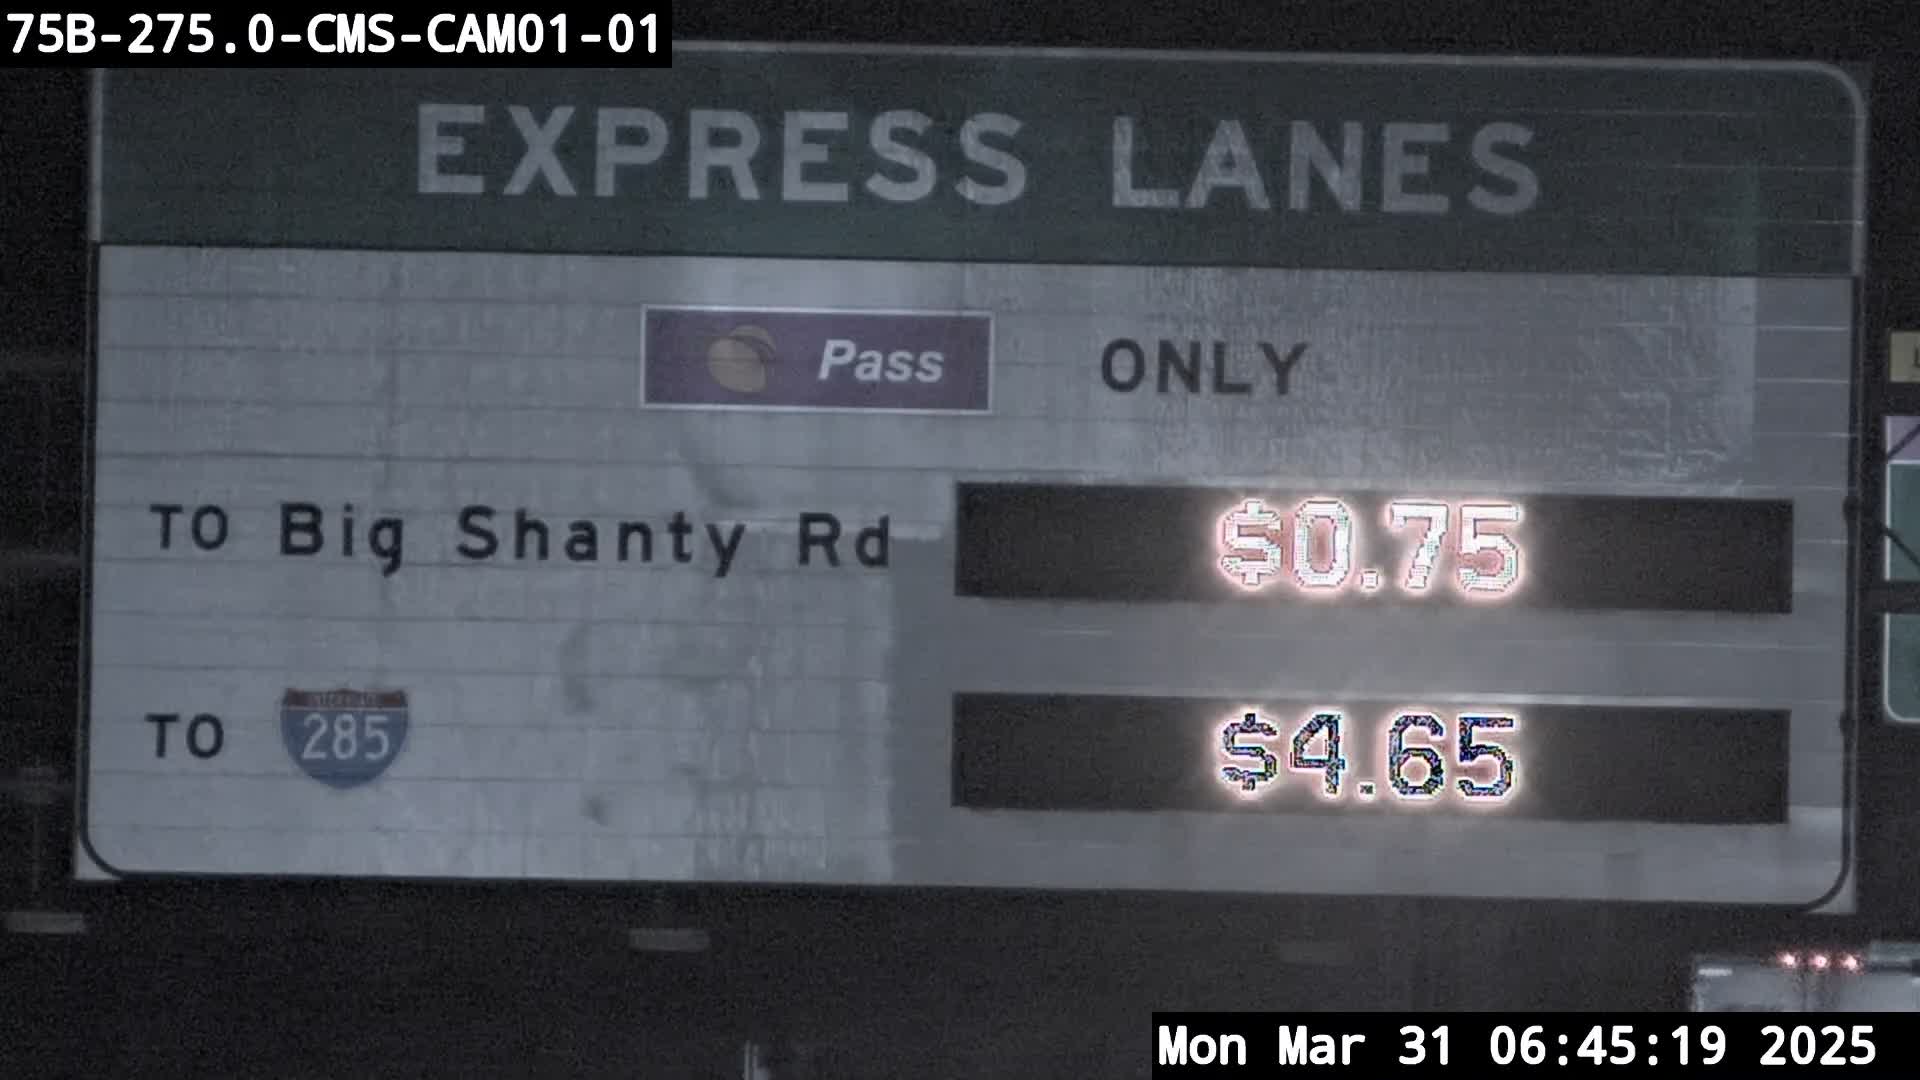 75B-275.0-CMS-CAM01-01
EXPRESS LANES
Pass ONLY
TO Big Shanty Rd $0.75
TO INTERSTATE 285 $4.65
Mon Mar 31 06:45:19 2025